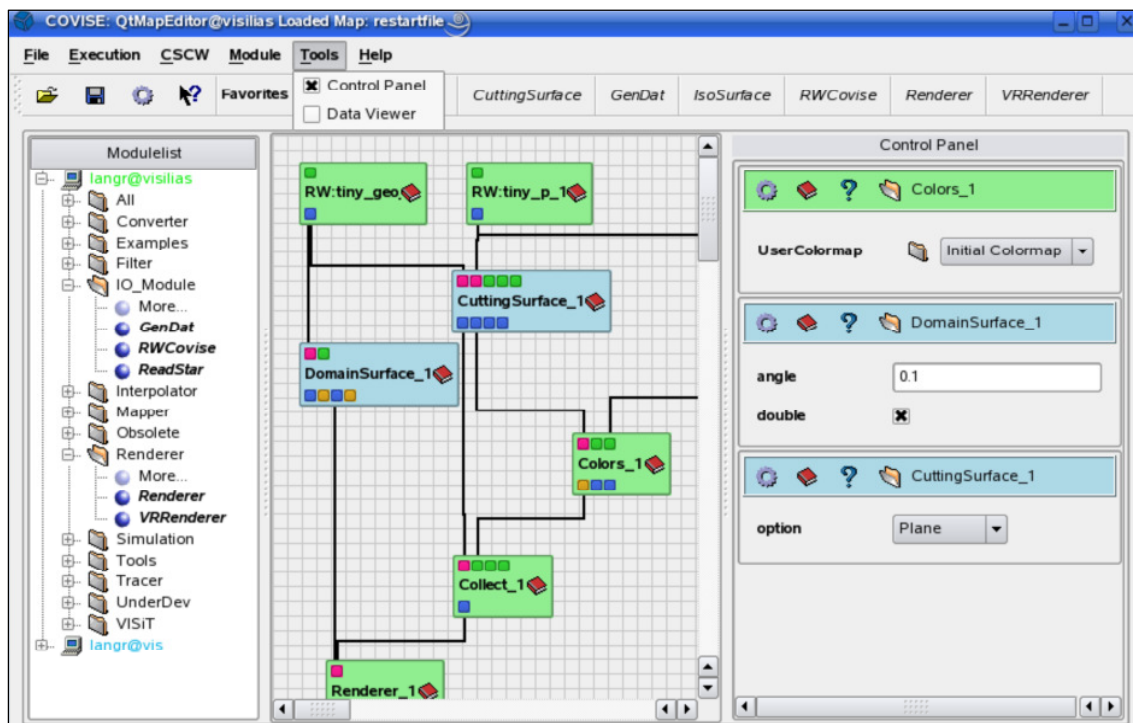 COVISE: QtMapEditor@visilias Loaded Map: restartfile
File Execution CSCW Module Tools Help
Control Panel
Data Viewer
Favorites CuttingSurface GenDat IsoSurface RWCovise Renderer VRRenderer
Modulelist
langr@visilias
All
Converter
Examples
Filter
IO_Module
More...
GenDat
RWCovise
ReadStar
Interpolator
Mapper
Obsolete
Renderer
More...
Renderer
VRRenderer
Simulation
Tools
Tracer
UnderDev
VISiT
langr@vis
RW:tiny_geo_
RW:tiny_p_1
CuttingSurface_1
DomainSurface_1
Colors_1
Collect_1
Renderer_1
Control Panel
Colors_1
UserColormap Initial Colormap
DomainSurface_1
angle 0.1
double
CuttingSurface_1
option Plane